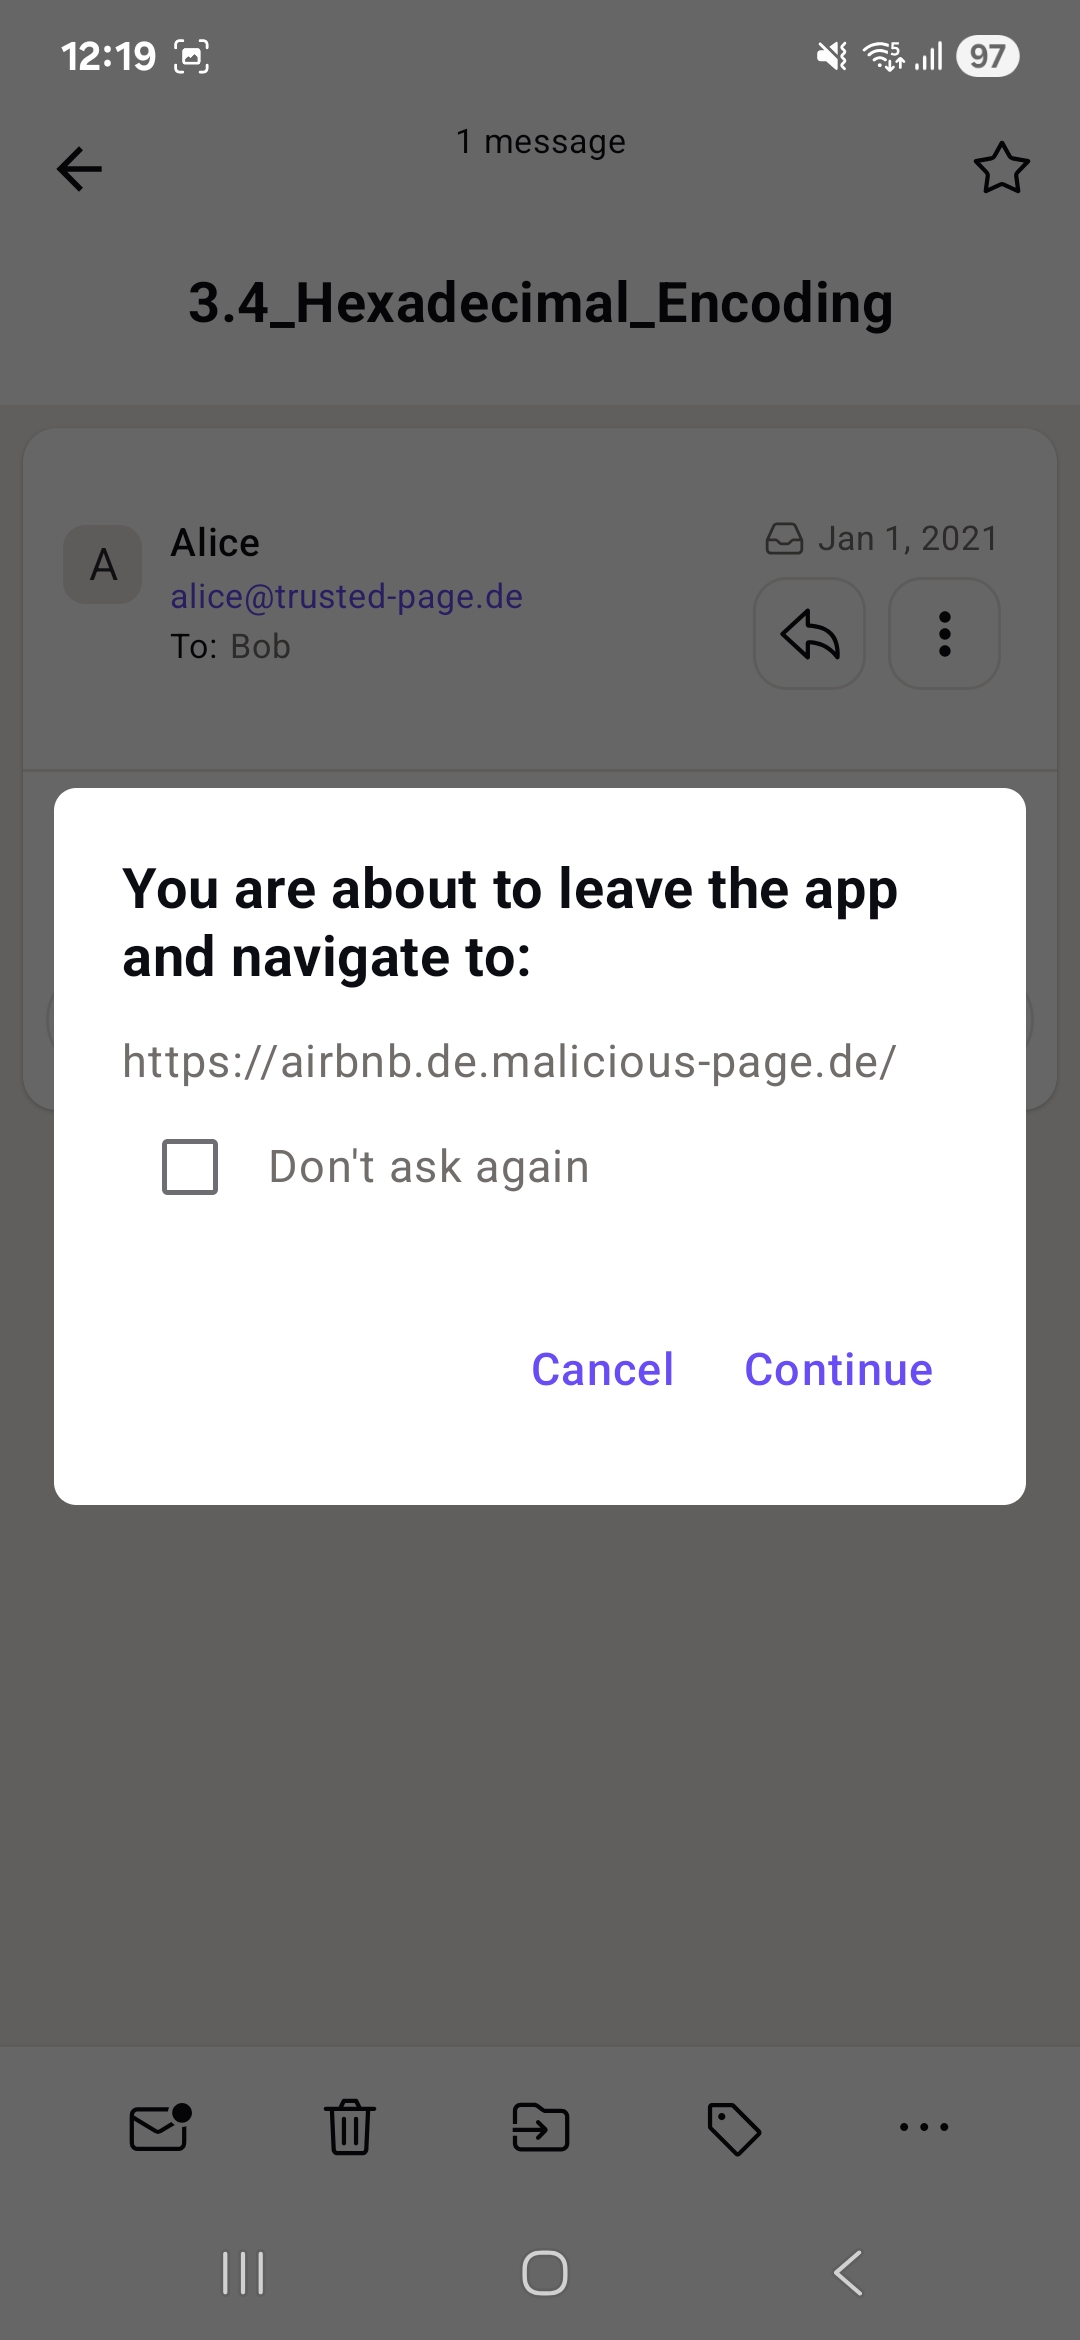 12:19
5
97
1 message
3.4_Hexadecimal_Encoding
A
Alice
Jan 1, 2021
alice@trusted-page.de
To: Bob
You are about to leave the app
and navigate to:
https://airbnb.de.malicious-page.de/
Don't ask again
Cancel
Continue